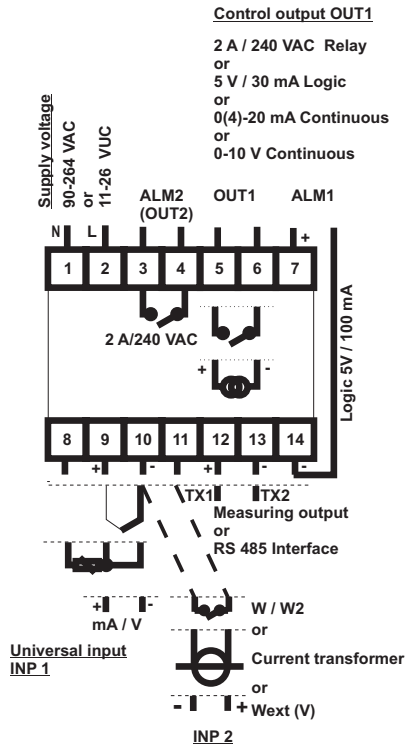 Control output OUT1
2 A / 240 VAC Relay
or
5 V / 30 mA Logic
or
0(4)-20 mA Continuous
or
0-10 V Continuous
Supply voltage
90-264 VAC
or
11-26 VUC
ALM2
(OUT2)
OUT1
ALM1
N L +
1 2 3 4 5 6 7
2 A/240 VAC
+ -
Logic 5V / 100 mA
8 9 10 11 12 13 14
+ - + - -
TX1 TX2
Measuring output
or
RS 485 Interface
+ -
mA / V
W / W2
or
Current transformer
or
- + Wext (V)
Universal input
INP 1
INP 2